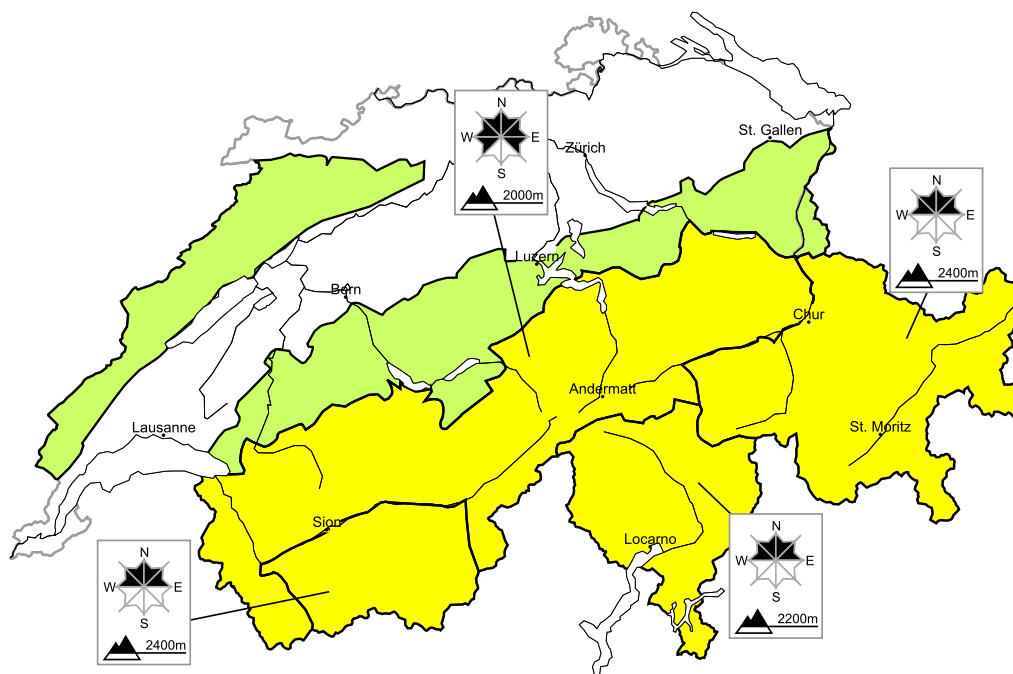 N
W E
S
2000m
St. Gallen
Zürich
N
W E
S
2400m
Luzern
Bern
Chur
Andermatt
Lausanne
St. Moritz
Sion
Locarno
N
W E
S
2200m
N
W E
S
2400m